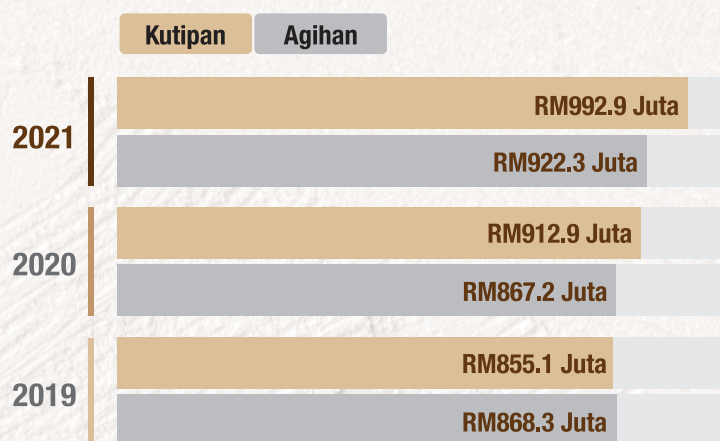 Kutipan Agihan
2021
RM992.9 Juta
RM922.3 Juta
2020
RM912.9 Juta
RM867.2 Juta
2019
RM855.1 Juta
RM868.3 Juta